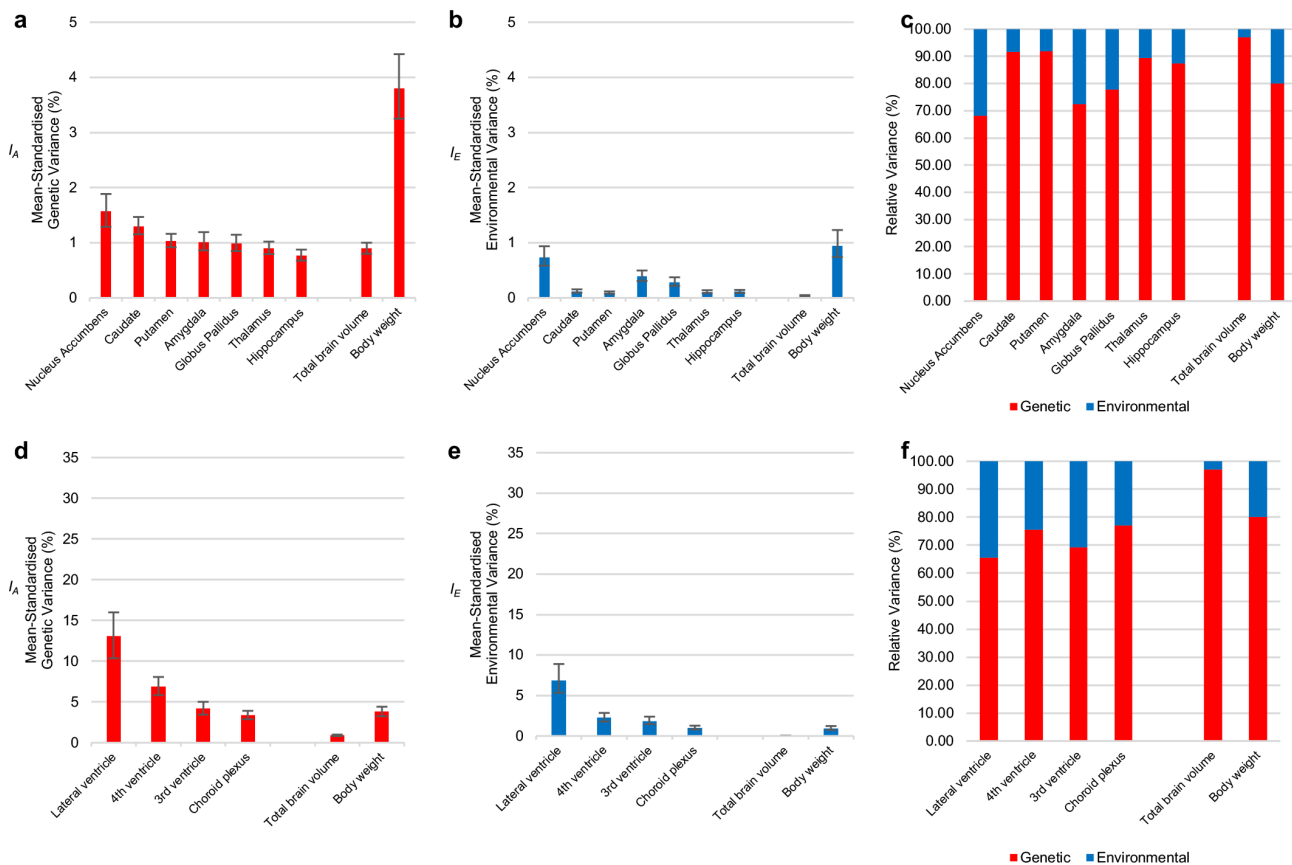 a
5
4
3
2
1
0
I_A
Mean-Standardised
Genetic Variance (%)
Nucleus Accumbens
Caudate
Putamen
Amygdala
Globus Pallidus
Thalamus
Hippocampus
Total brain volume
Body weight
b
5
4
3
2
1
0
I_E
Mean-Standardised
Environmental Variance (%)
Nucleus Accumbens
Caudate
Putamen
Amygdala
Globus Pallidus
Thalamus
Hippocampus
Total brain volume
Body weight
c
100.00
90.00
80.00
70.00
60.00
50.00
40.00
30.00
20.00
10.00
0.00
Relative Variance (%)
Nucleus Accumbens
Caudate
Putamen
Amygdala
Globus Pallidus
Thalamus
Hippocampus
Total brain volume
Body weight
Genetic Environmental
d
35
30
25
20
15
10
5
0
I_A
Mean-Standardised
Genetic Variance (%)
Lateral ventricle
4th ventricle
3rd ventricle
Choroid plexus
Total brain volume
Body weight
e
35
30
25
20
15
10
5
0
I_E
Mean-Standardised
Environmental Variance (%)
Lateral ventricle
4th ventricle
3rd ventricle
Choroid plexus
Total brain volume
Body weight
f
100.00
90.00
80.00
70.00
60.00
50.00
40.00
30.00
20.00
10.00
0.00
Relative Variance (%)
Lateral ventricle
4th ventricle
3rd ventricle
Choroid plexus
Total brain volume
Body weight
Genetic Environmental